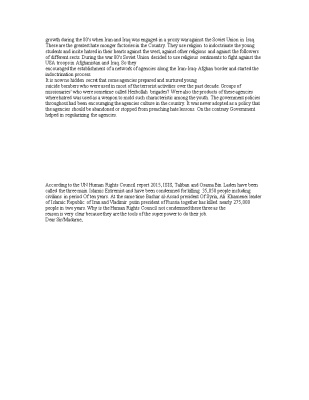 growth during the 80's when Iran and Iraq was engaged in a proxy war against the Soviet Union in Iraq.
There are the greatest hate monger factories in the Country. They use religion to indoctrinate the young
students and incite hatred in their hearts against the west, against other religions and against the followers
of different sects. During the war 80's Soviet Union decided to use religious sentiments to fight against the
USA troops in Afghanistan and Iraq. So they
encouraged the establishment of a network of agencies along the Iran-Iraq-Afghan border and started the
indoctrination process.
It is now no hidden secret that some agencies prepared and nurtured young
suicide bombers who were used in most of the terrorist activities over the past decade. Groups of
missionaries' who were sometime called Hezbollah brigades? Were also the products of these agencies
where hatred was used as a weapon to mold such characteristic among the youth. The government policies
throughout had been encouraging the agencies culture in the country. It was never adopted as a policy that
the agencies should be abandoned or stopped from preaching hate lessons. On the contrary Government
helped in regularizing the agencies.
According to the UN Human Rights Council report 2015, ISIS, Taliban and Osama Bin Laden have been
called the three main Islamic Extremist and have been condemned for killing 35,050 people including
civilians in period Of ten years. At the same time Bashar al-Assad president Of Syria, Ali Khamenei leader
of Islamic Republic of Iran and Vladimir putin president of Russia together has killed nearly 275,000
people in two years. Why is the Human Rights Council not condemned these three as the
reason is very clear because they are the tools of the super power to do their job.
Dear Sir/Madame,